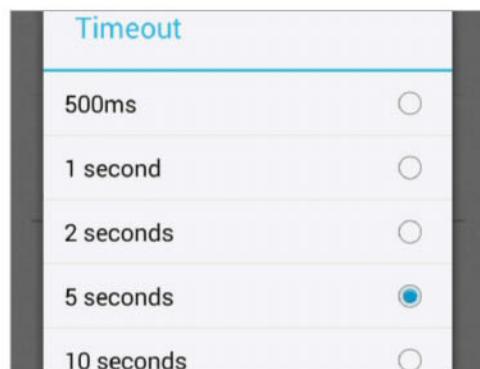 Timeout
500ms
1 second
2 seconds
5 seconds
10 seconds